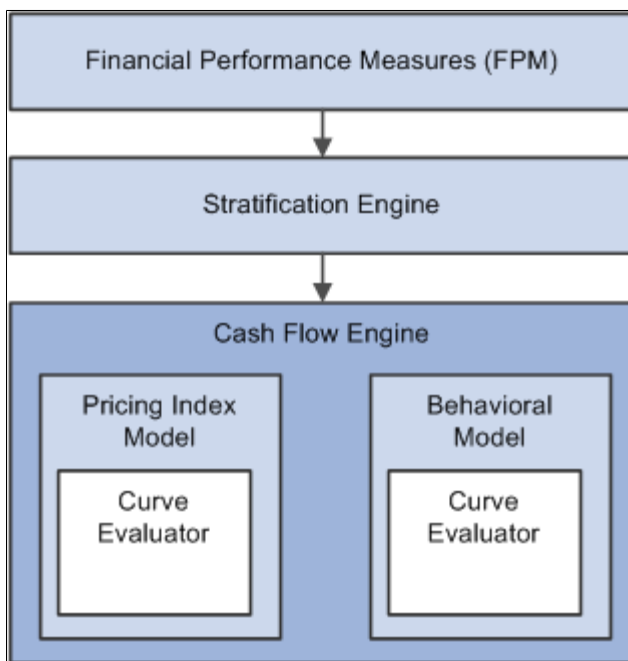 Financial Performance Measures (FPM)
Stratification Engine
Cash Flow Engine
Pricing Index
Model
Curve
Evaluator
Behavioral
Model
Curve
Evaluator